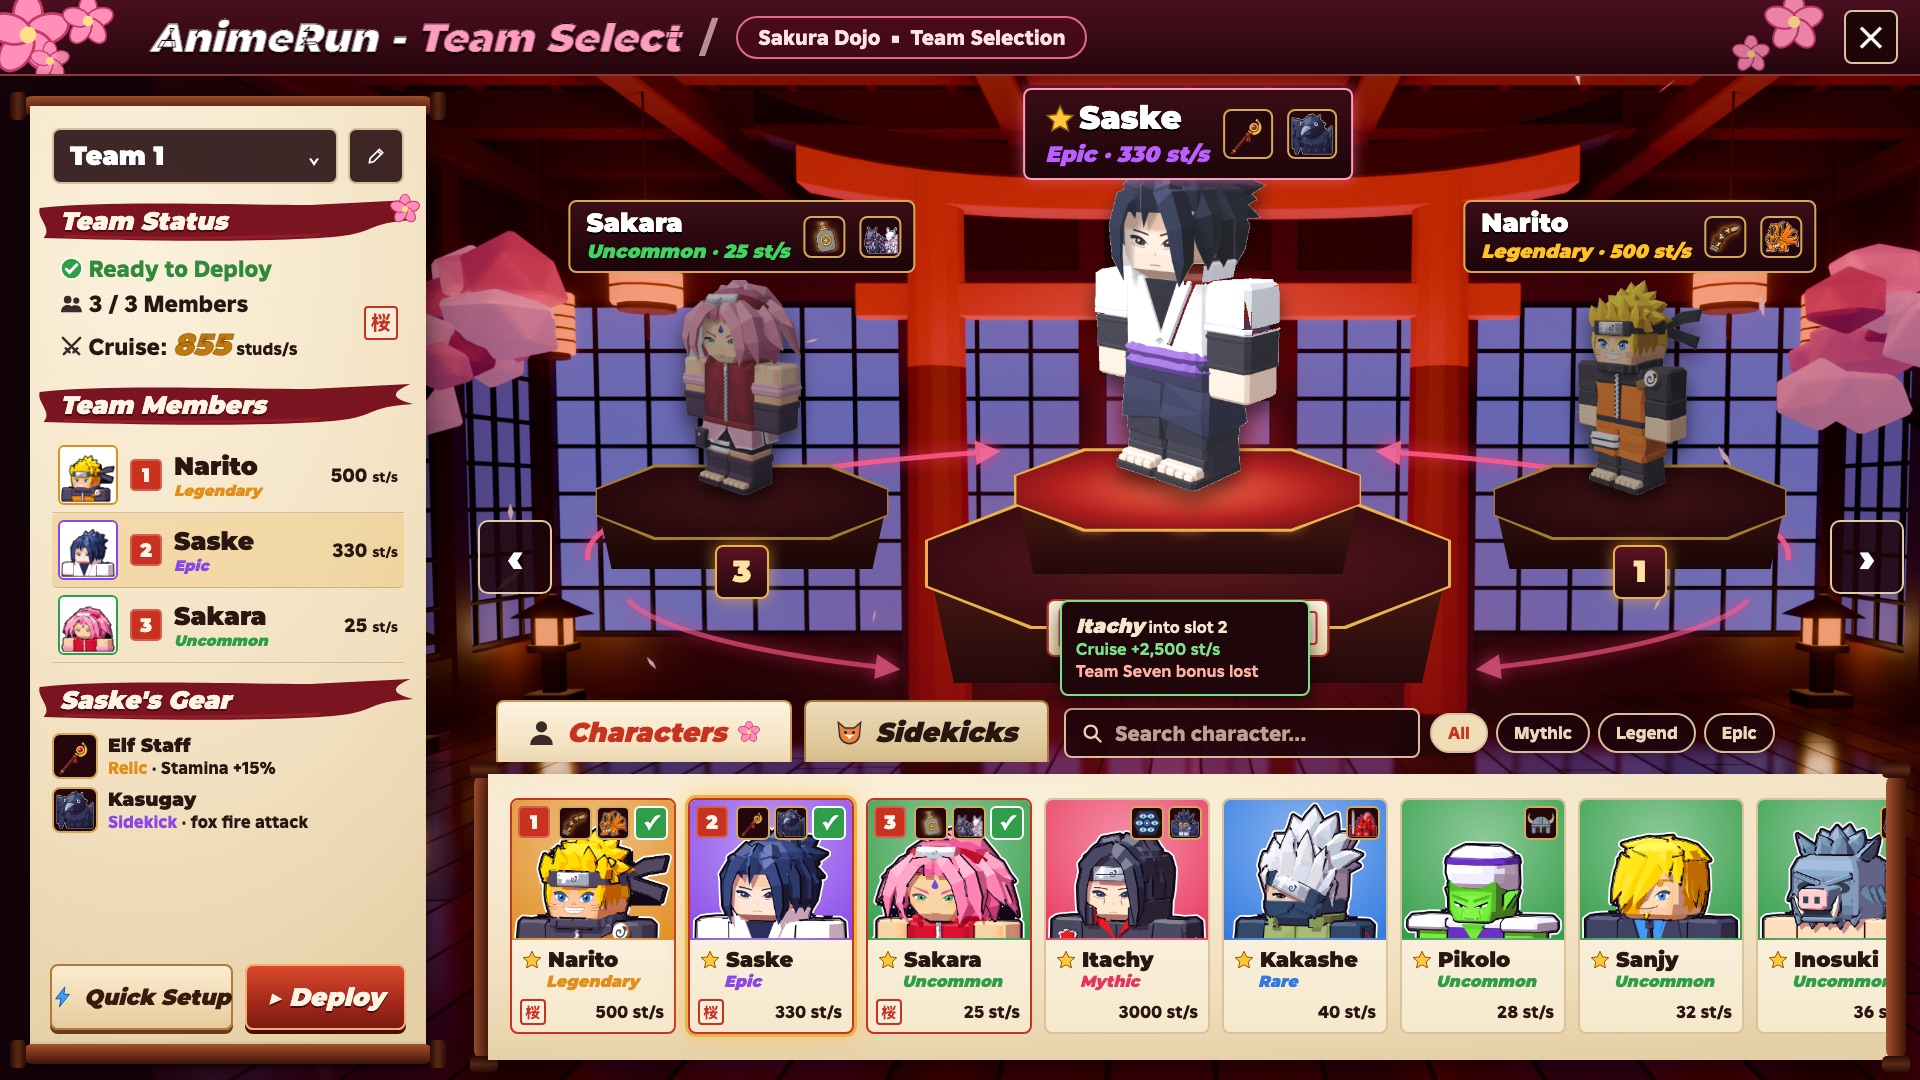 AnimeRun - Team Select /
Sakura Dojo ▪ Team Selection
Team 1
Team Status
Ready to Deploy
3 / 3 Members
Cruise: 855 studs/s
桜
Team Members
1 Narito 500 st/s
Legendary
2 Saske 330 st/s
Epic
3 Sakara 25 st/s
Uncommon
Saske's Gear
Elf Staff
Relic · Stamina +15%
Kasugay
Sidekick · fox fire attack
Quick Setup
Deploy
Sakara
Uncommon · 25 st/s
Saske
Epic · 330 st/s
Narito
Legendary · 500 st/s
3
1
Itachy into slot 2
Cruise +2,500 st/s
Team Seven bonus lost
Characters
Sidekicks
Search character...
All
Mythic
Legend
Epic
1
Narito
Legendary
桜 500 st/s
2
Saske
Epic
桜 330 st/s
3
Sakara
Uncommon
桜 25 st/s
Itachy
Mythic
3000 st/s
Kakashe
Rare
40 st/s
Pikolo
Uncommon
28 st/s
Sanjy
Uncommon
32 st/s
Inosuki
36